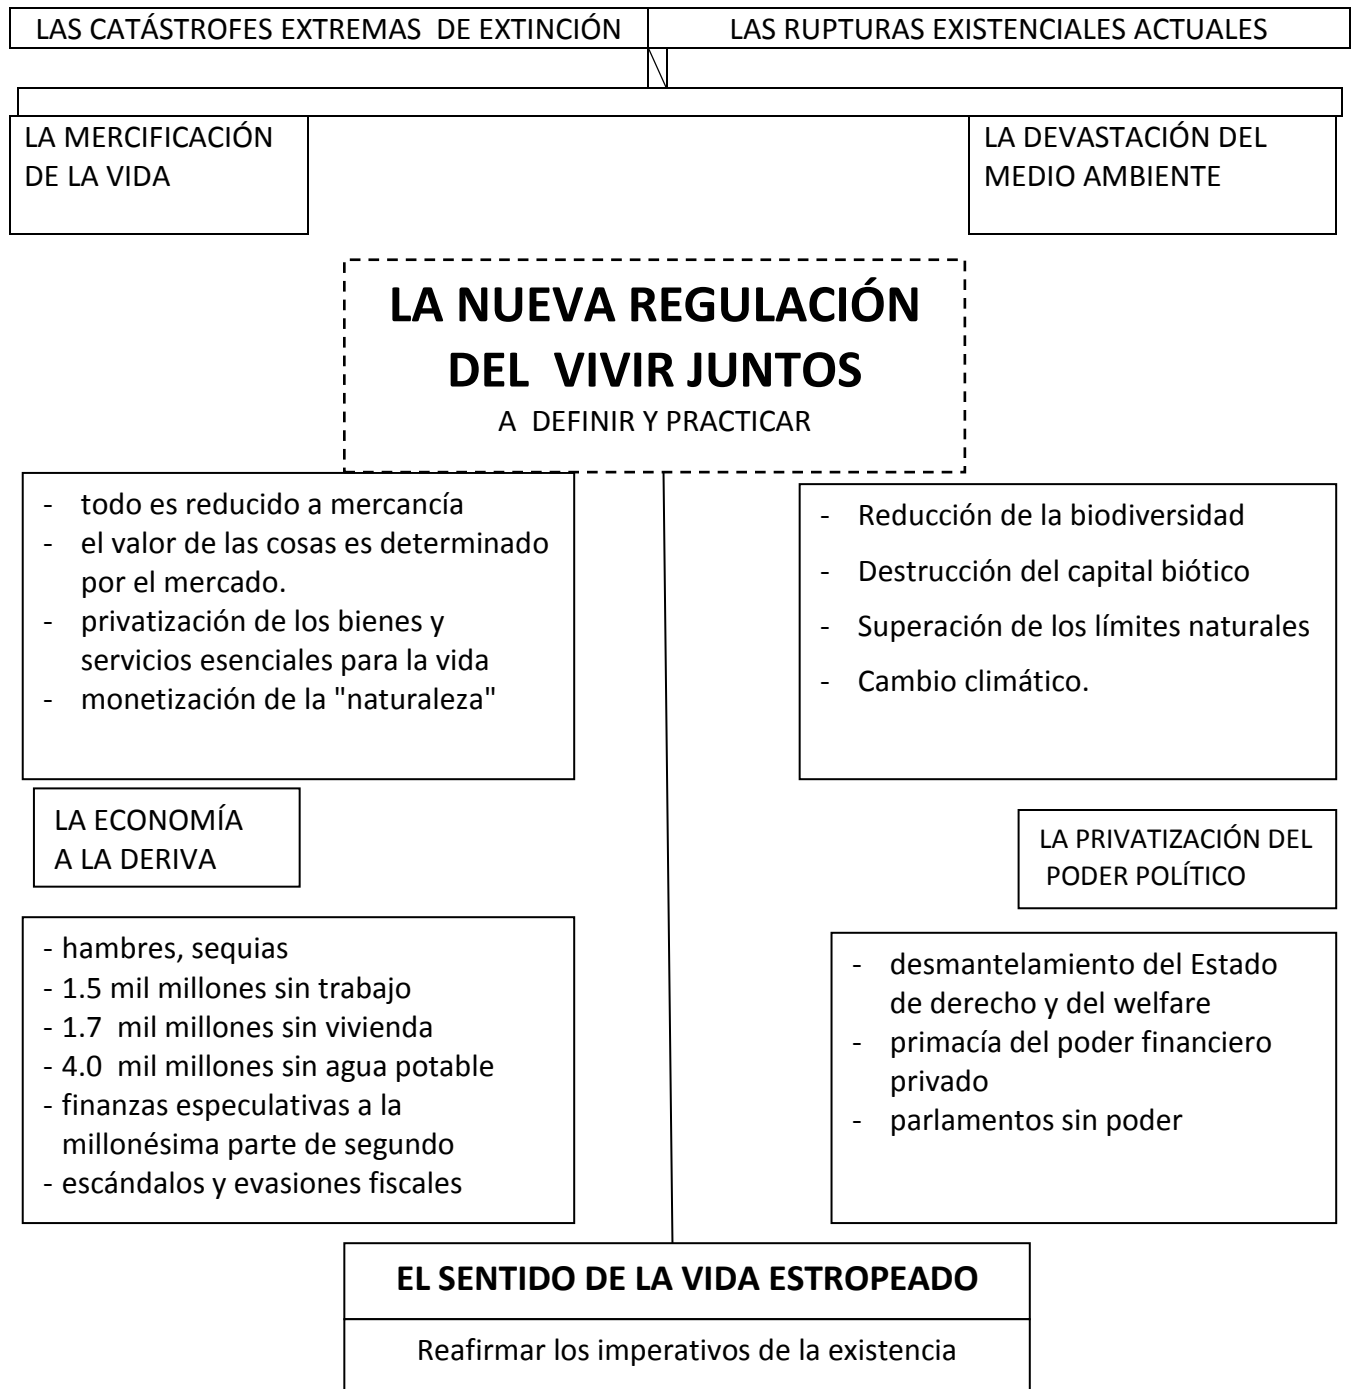 LAS CATÁSTROFES EXTREMAS  DE EXTINCIÓN
LAS RUPTURAS EXISTENCIALES ACTUALES
LA MERCIFICACIÓN
DE LA VIDA
LA DEVASTACIÓN DEL
MEDIO AMBIENTE
LA NUEVA REGULACIÓN
DEL  VIVIR JUNTOS
A  DEFINIR Y PRACTICAR
- todo es reducido a mercancía
- el valor de las cosas es determinado
por el mercado.
- privatización de los bienes y
servicios esenciales para la vida
- monetización de la "naturaleza"
- Reducción de la biodiversidad
- Destrucción del capital biótico
- Superación de los límites naturales
- Cambio climático.
LA ECONOMÍA
A LA DERIVA
LA PRIVATIZACIÓN DEL
PODER POLÍTICO
- hambres, sequias
- 1.5 mil millones sin trabajo
- 1.7  mil millones sin vivienda
- 4.0  mil millones sin agua potable
- finanzas especulativas a la
millonésima parte de segundo
- escándalos y evasiones fiscales
- desmantelamiento del Estado
de derecho y del welfare
- primacía del poder financiero
privado
- parlamentos sin poder
EL SENTIDO DE LA VIDA ESTROPEADO
Reafirmar los imperativos de la existencia